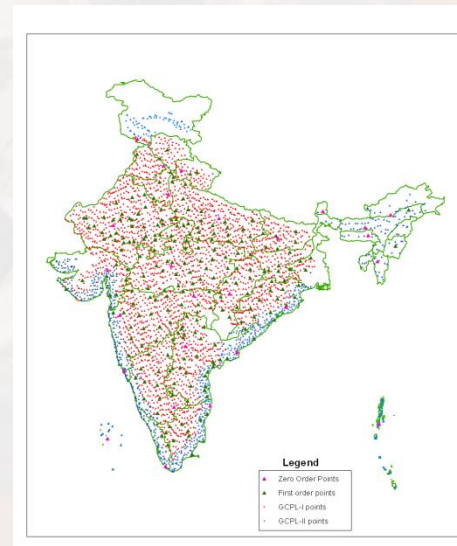 Legend
Zero Order Points
First order points
GCPL-I points
GCPL-II points